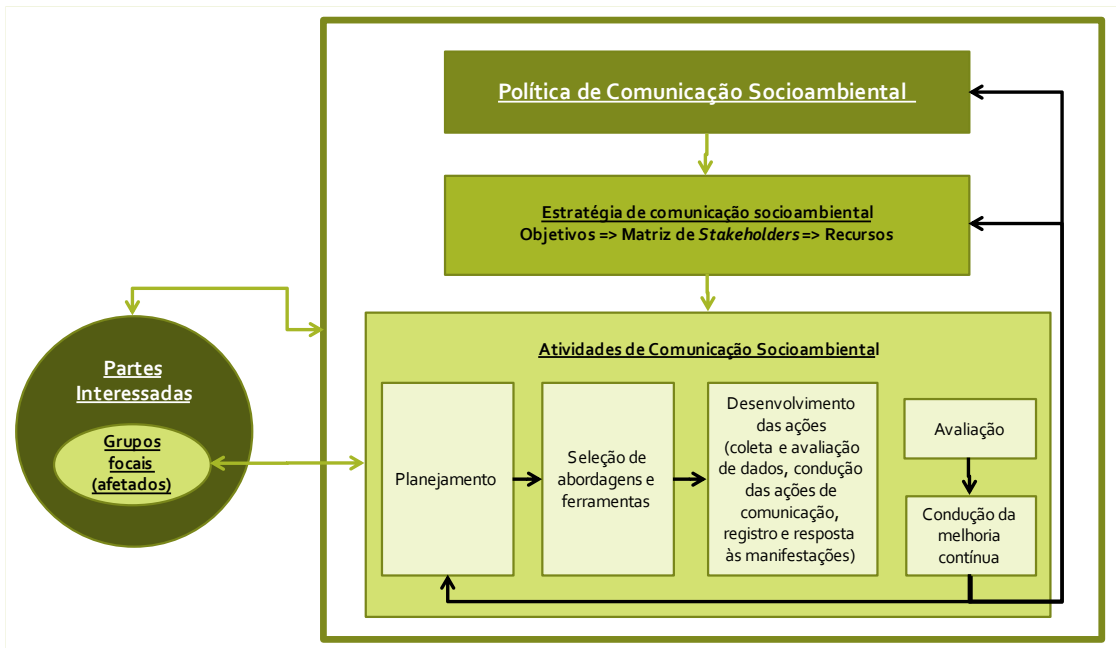 Política de Comunicação Socioambiental
Estratégia de comunicação socioambiental
Objetivos => Matriz de Stakeholders => Recursos
Partes
Interessadas
Grupos
focais
(afetados)
Atividades de Comunicação Socioambiental
Planejamento
Seleção de
abordagens e
ferramentas
Desenvolvimento
das ações
(coleta e avaliação
de dados, condução
das ações de
comunicação,
registro e resposta
às manifestações)
Avaliação
Condução da
melhoria
contínua